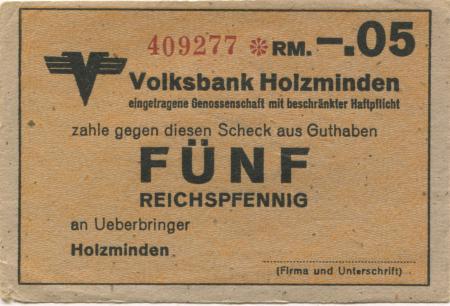 409277 ✻ RM. —.05
Volksbank Holzminden
eingetragene Genossenschaft mit beschränkter Haftpflicht
zahle gegen diesen Scheck aus Guthaben
FÜNF
REICHSPFENNIG
an Ueberbringer
Holzminden
(Firma und Unterschrift)